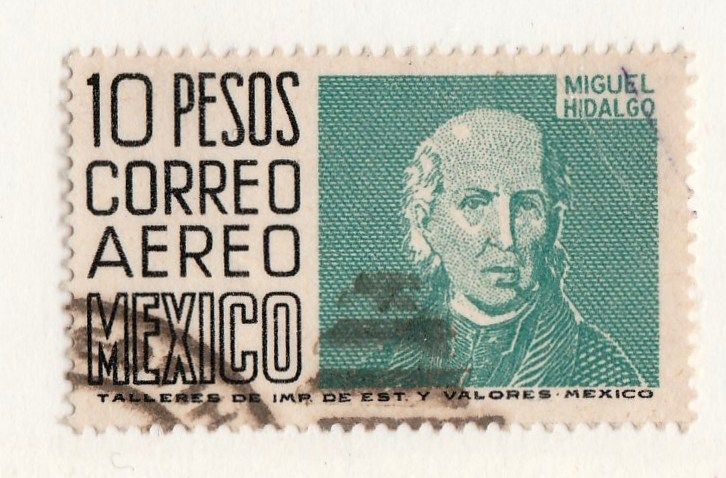 10 PESOS
CORREO
AEREO
MEXICO
MIGUEL
HIDALGO
TALLERES DE IMP. DE EST. Y VALORES·MEXICO